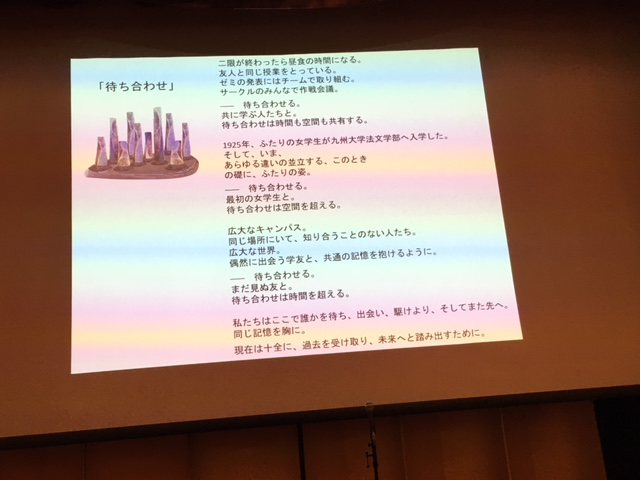 「待ち合わせ」
二限が終わったら昼食の時間になる。
友人と同じ授業をとっている。
ゼミの発表にはチームで取り組む。
サークルのみんなで作戦会議。
── 待ち合わせる。
共に学ぶ人たちと。
待ち合わせは時間も空間も共有する。
1925年、ふたりの女学生が九州大学法文学部へ入学した。
そして、いま、
あらゆる違いの並立する、このとき
の礎に、ふたりの姿。
── 待ち合わせる。
最初の女学生と。
待ち合わせは空間を超える。
広大なキャンパス。
同じ場所にいて、知り合うことのない人たち。
広大な世界。
偶然に出会う学友と、共通の記憶を抱けるように。
── 待ち合わせる。
まだ見ぬ友と。
待ち合わせは時間を超える。
私たちはここで誰かを待ち、出会い、駆けより、そしてまた先へ。
同じ記憶を胸に。
現在は十全に、過去を受け取り、未来へと踏み出すために。